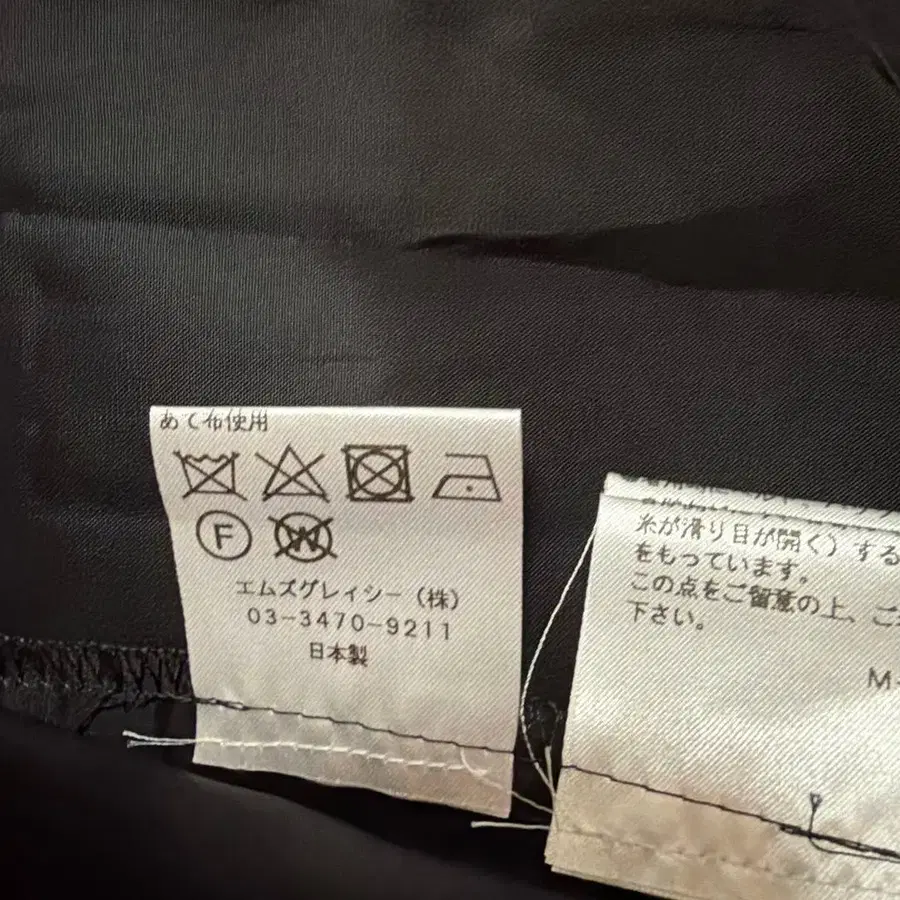 あて布使用
F
W
エムズグレイシー（株）
03-3470-9211
日本製
糸が滑り目が開く）する
をもっています。
この点をご留意の上、ご
下さい。
M